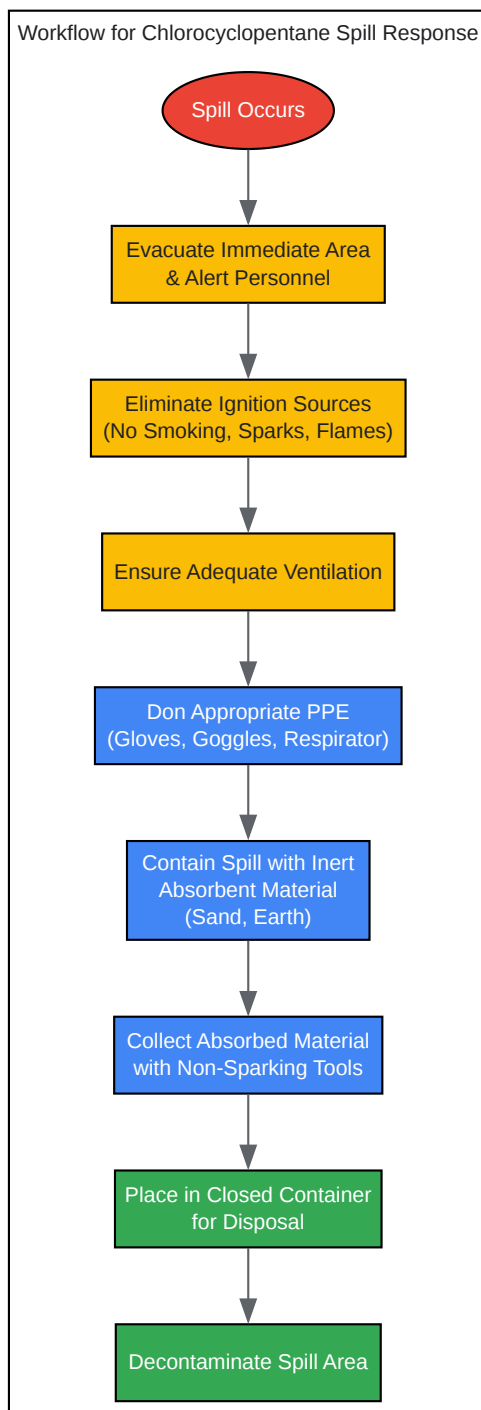 Workflow for Chlorocyclopentane Spill Response
Spill Occurs
Evacuate Immediate Area
& Alert Personnel
Eliminate Ignition Sources
(No Smoking, Sparks, Flames)
Ensure Adequate Ventilation
Don Appropriate PPE
(Gloves, Goggles, Respirator)
Contain Spill with Inert
Absorbent Material
(Sand, Earth)
Collect Absorbed Material
with Non-Sparking Tools
Place in Closed Container
for Disposal
Decontaminate Spill Area